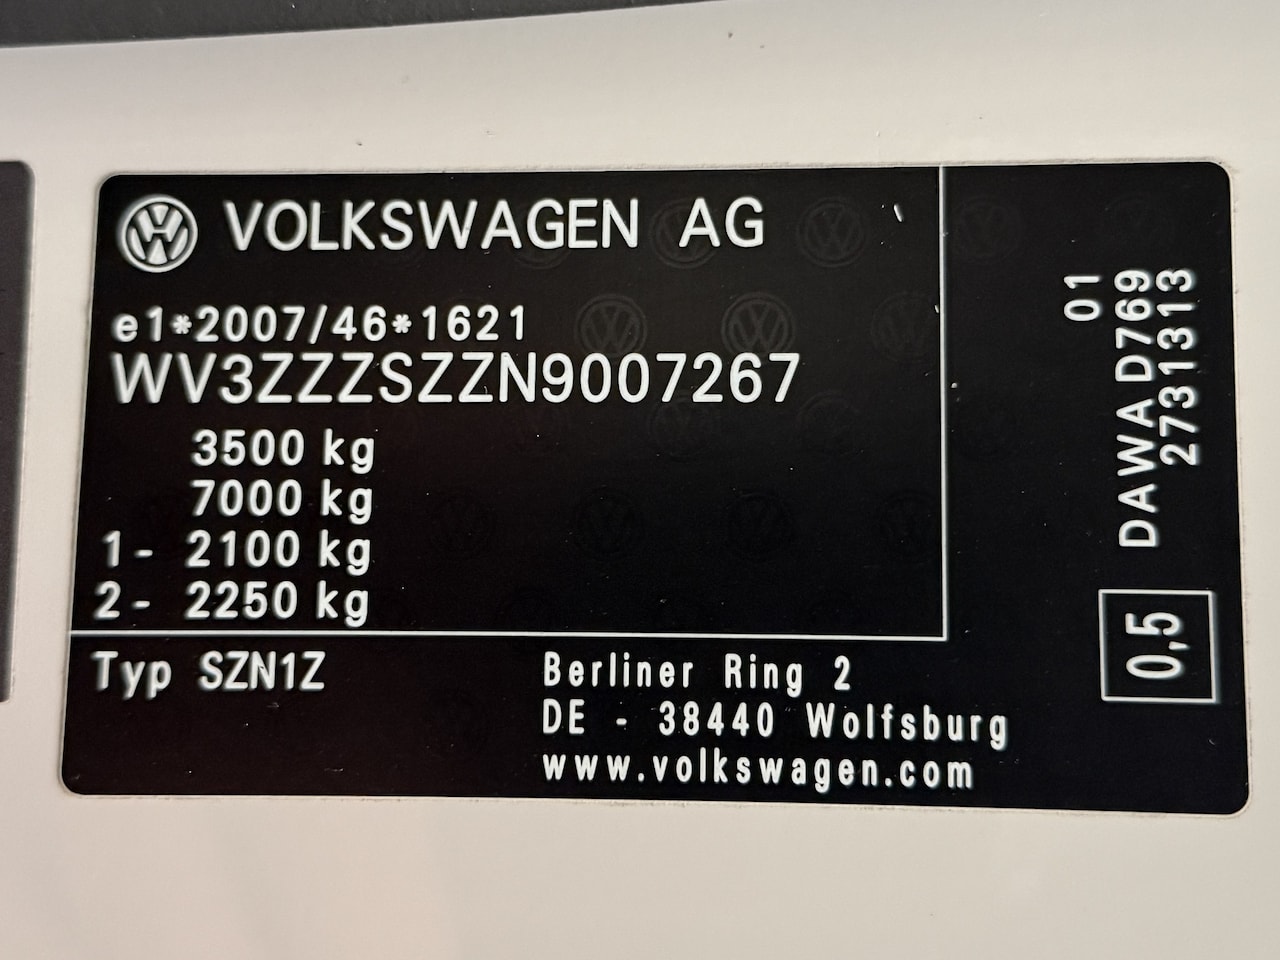 VOLKSWAGEN AG
e1*2007/46*1621
WV3ZZZSZZN9007267
3500 kg
7000 kg
1- 2100 kg
2- 2250 kg
Typ SZN1Z
Berliner Ring 2
DE - 38440 Wolfsburg
www.volkswagen.com
01
DAWA D769
27313113
0,5